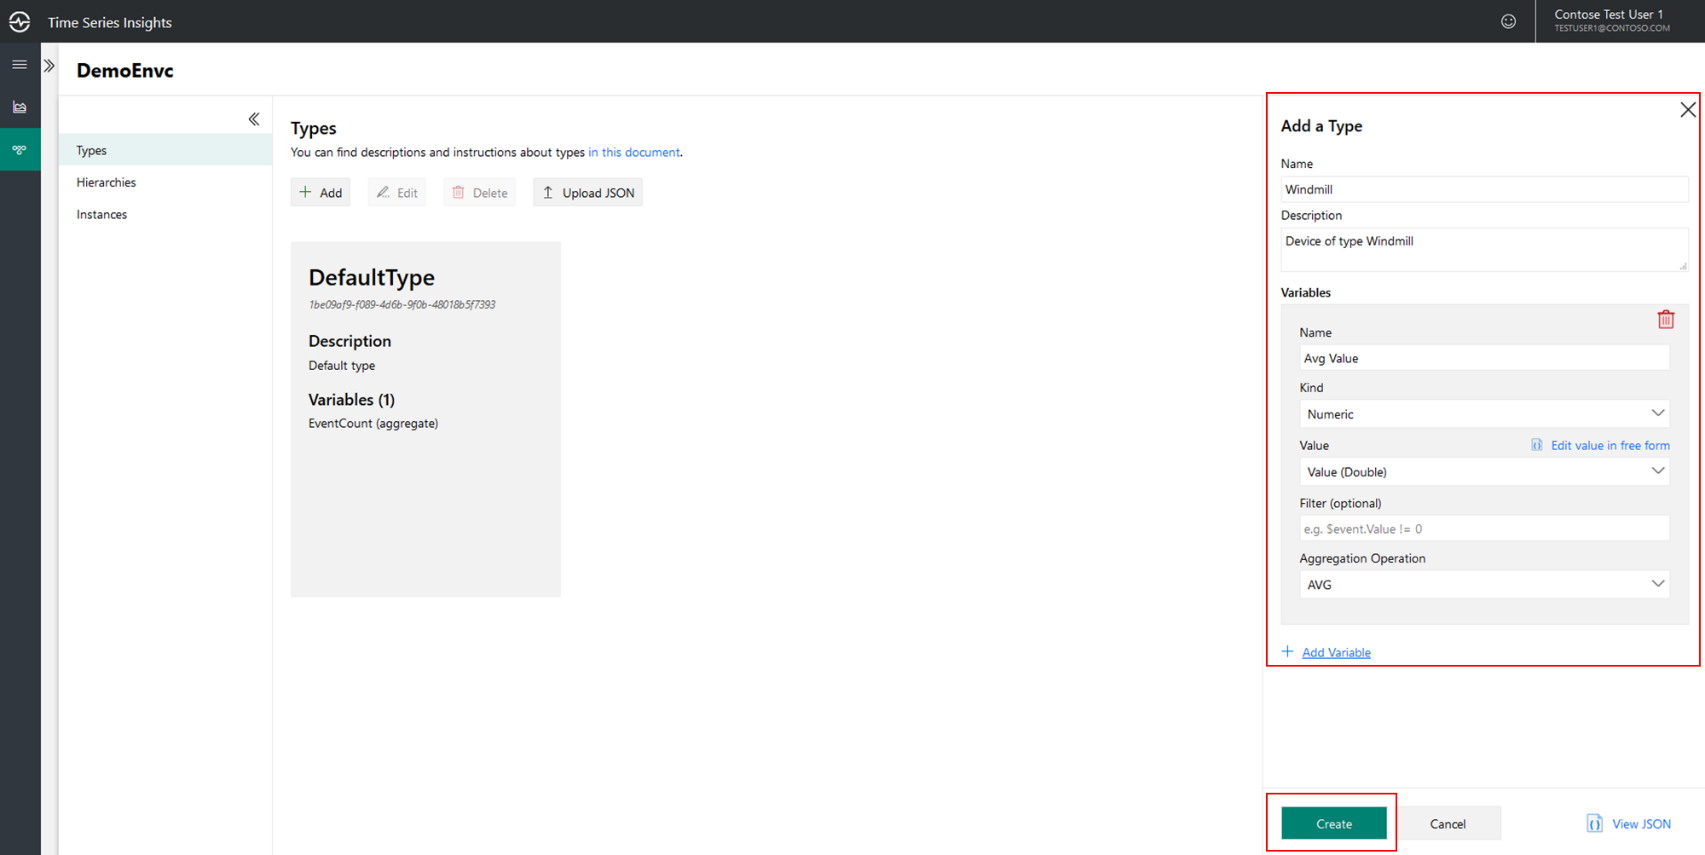 Time Series Insights
Contose Test User 1
TESTUSER1@CONTOSO.COM
DemoEnvc
Types
Hierarchies
Instances
Types
You can find descriptions and instructions about types in this document.
Add
Edit
Delete
Upload JSON
DefaultType
1be09af9-f089-4d6b-9f0b-48018b5f7393
Description
Default type
Variables (1)
EventCount (aggregate)
Add a Type
Name
Windmill
Description
Device of type Windmill
Variables
Name
Avg Value
Kind
Numeric
Value
Edit value in free form
Value (Double)
Filter (optional)
e.g. $event.Value != 0
Aggregation Operation
AVG
Add Variable
Create
Cancel
View JSON